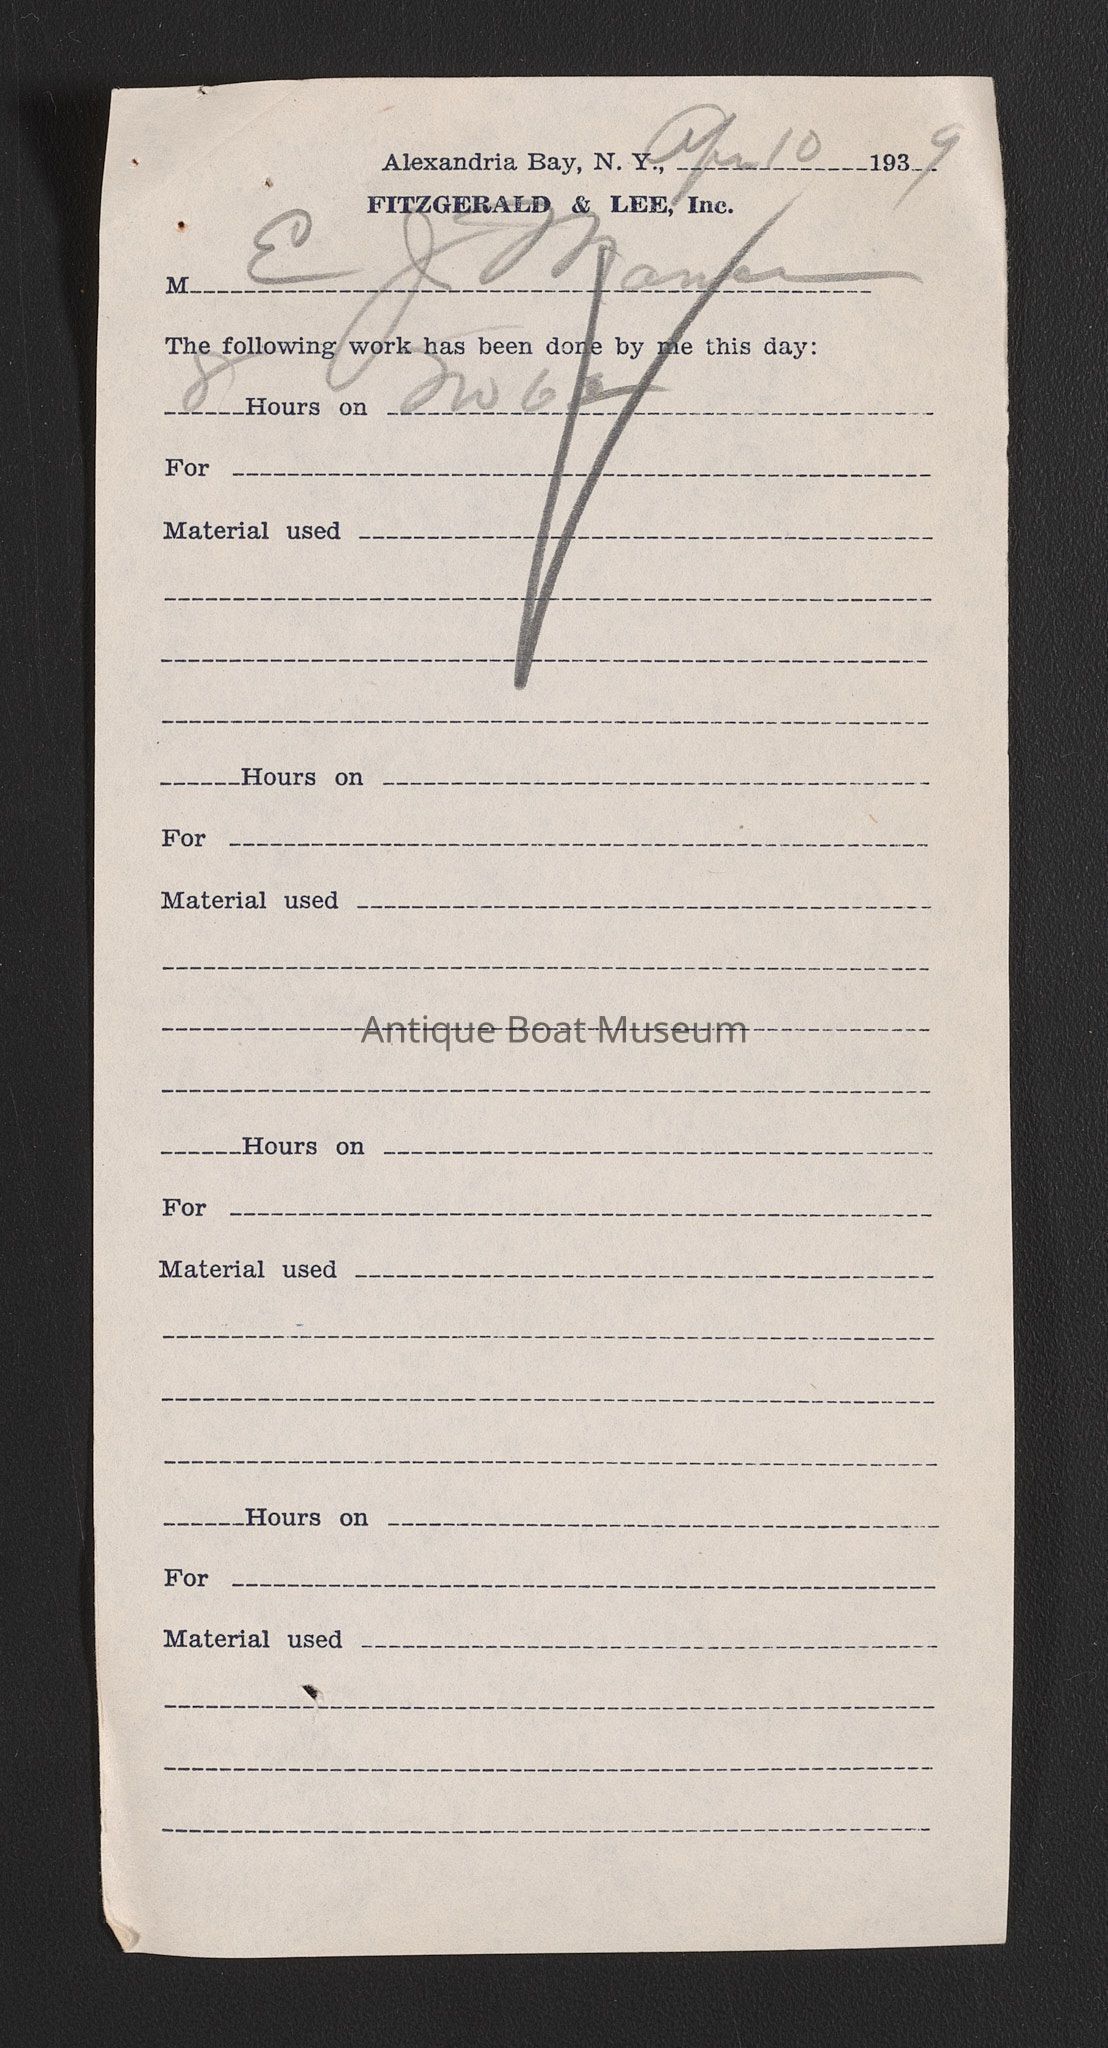 Alexandria Bay, N. Y., Apr 10 1939
FITZGERALD & LEE, Inc.
M E J
The following work has been done by me this day:
8 Hours on No 6
For
Material used
Hours on
For
Material used
Antique Boat Museum
Hours on
For
Material used
Hours on
For
Material used